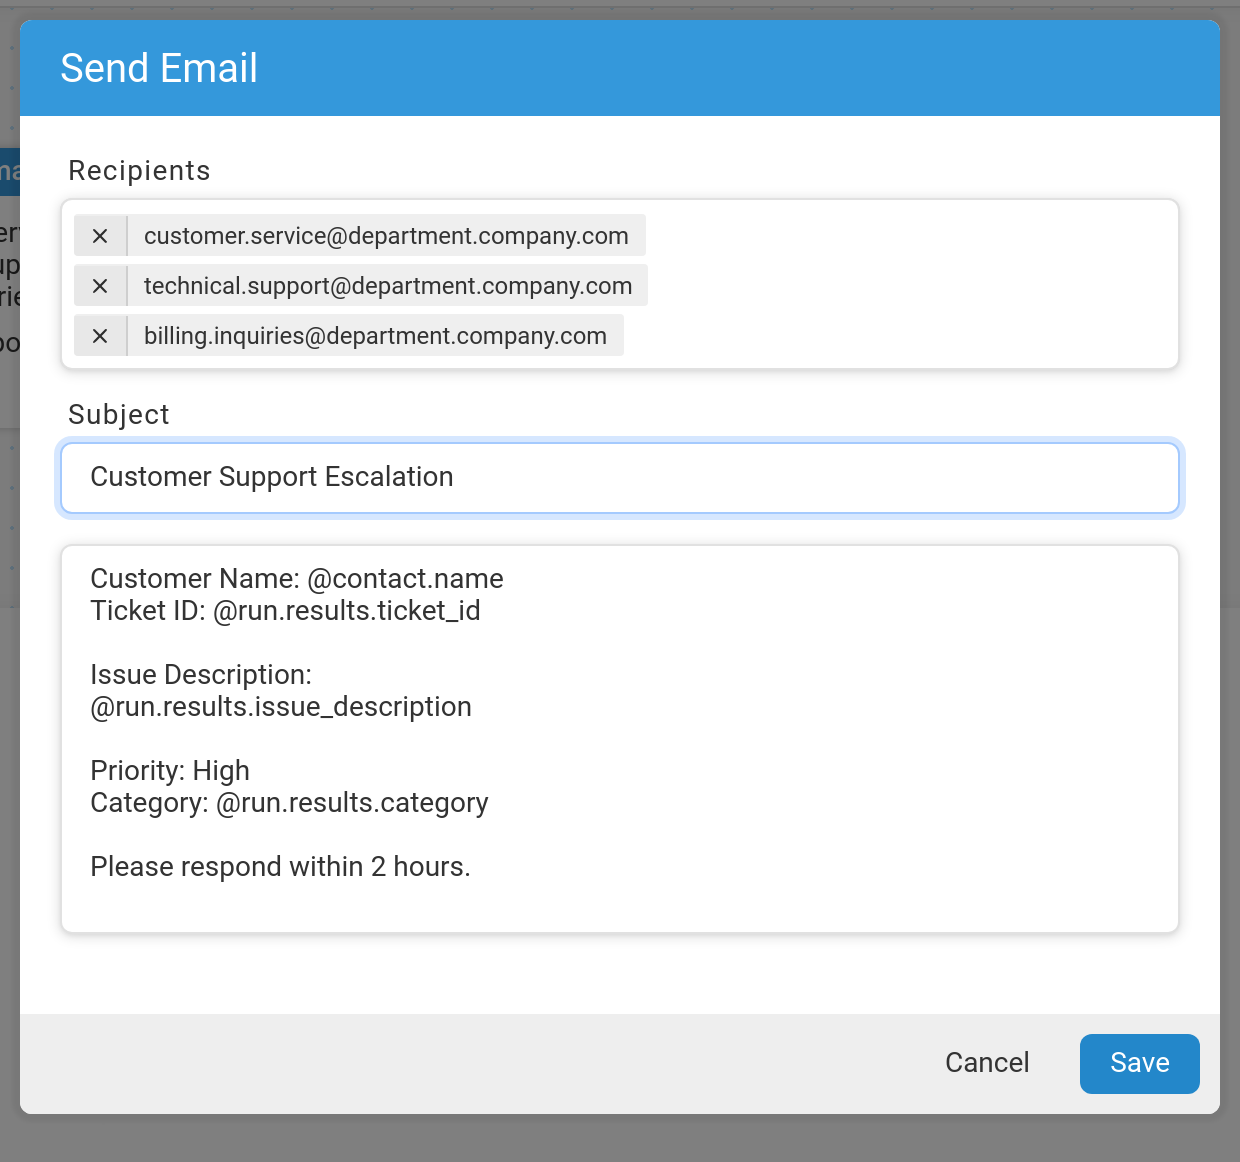 Send Email
Recipients
customer.service@department.company.com
technical.support@department.company.com
billing.inquiries@department.company.com
Subject
Customer Support Escalation
Customer Name: @contact.name
Ticket ID: @run.results.ticket_id
Issue Description:
@run.results.issue_description
Priority: High
Category: @run.results.category
Please respond within 2 hours.
Cancel
Save